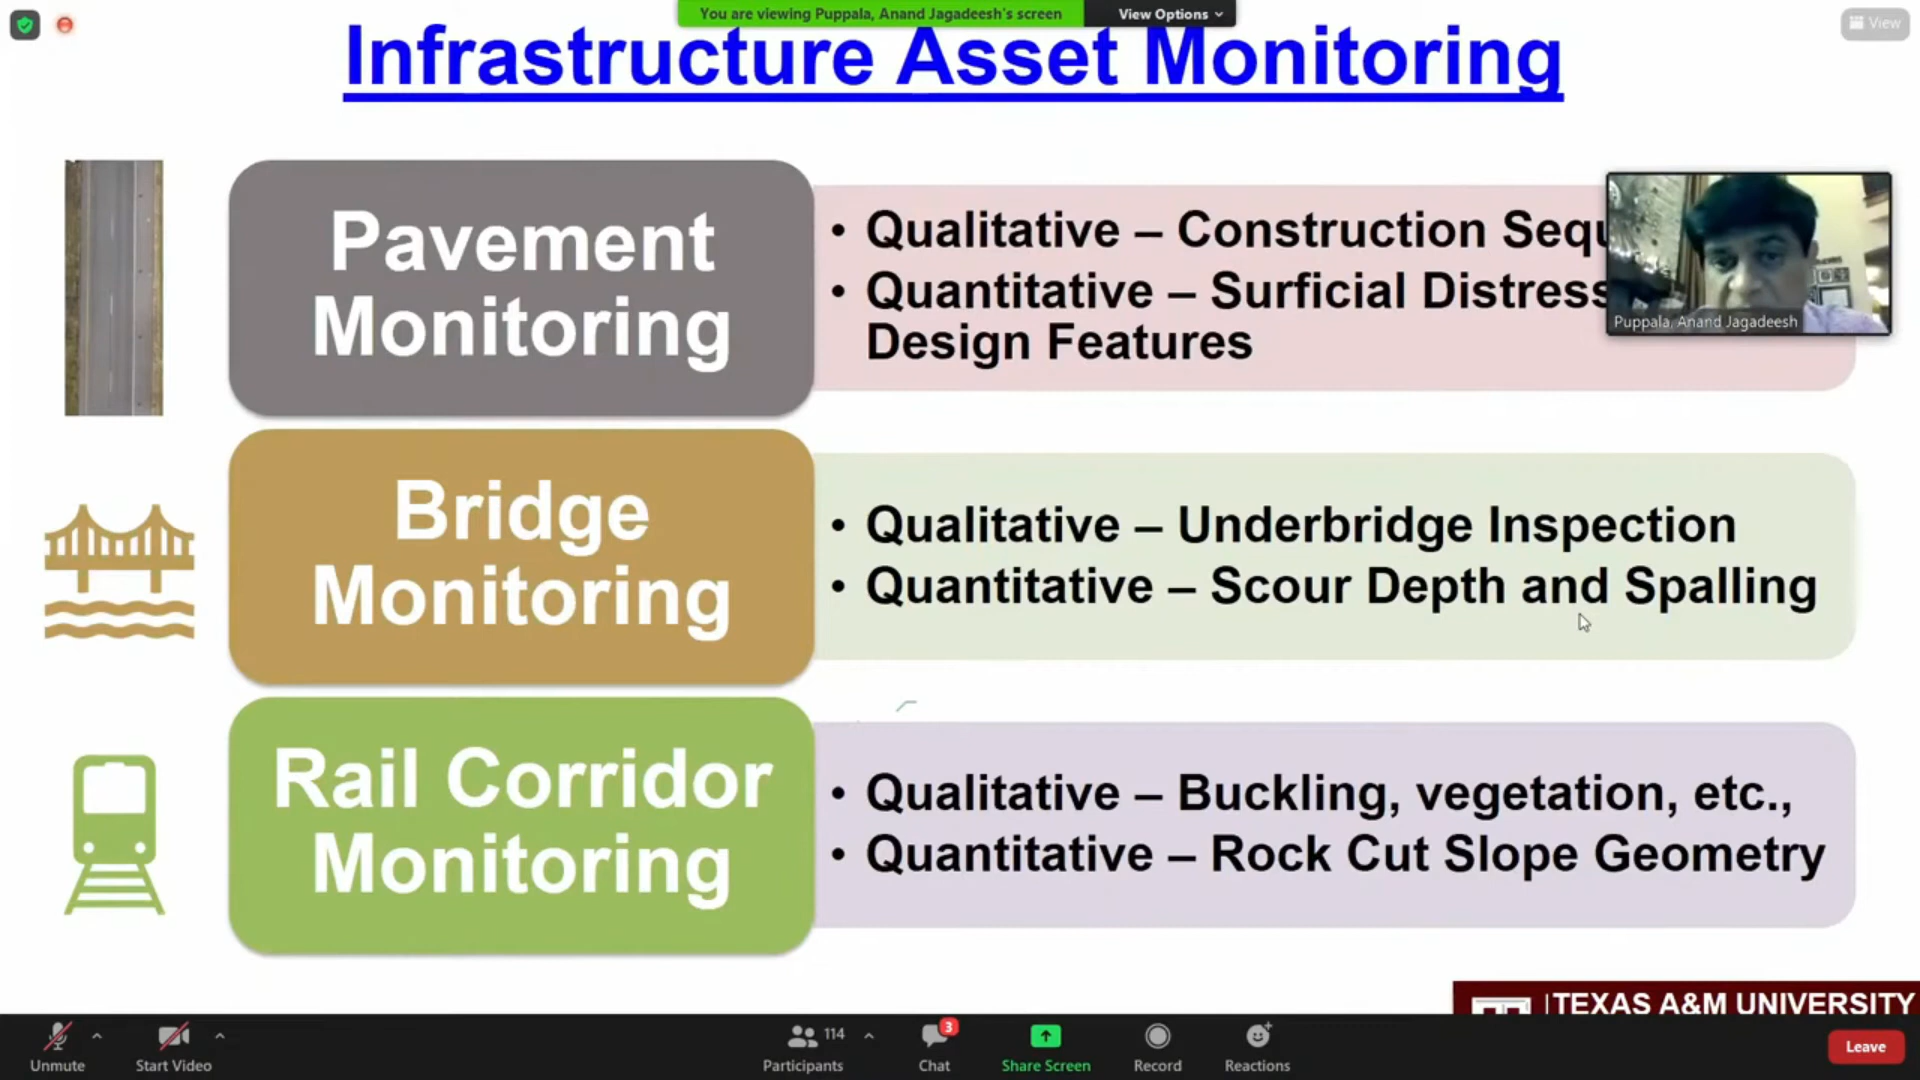 You are viewing Puppala, Anand Jagadeesh's screen
View Options
View
Infrastructure Asset Monitoring
Pavement
Monitoring
• Qualitative – Construction
• Quantitative – Surficial
Design Features
Puppala, Anand Jagadeesh
Bridge
Monitoring
• Qualitative – Underbridge Inspection
• Quantitative – Scour Depth and Spalling
Rail Corridor
Monitoring
• Qualitative – Buckling, vegetation, etc.,
• Quantitative – Rock Cut Slope Geometry
TEXAS A&M UNIVERSITY
Unmute
Start Video
114
Participants
3
Chat
Share Screen
Record
Reactions
Leave